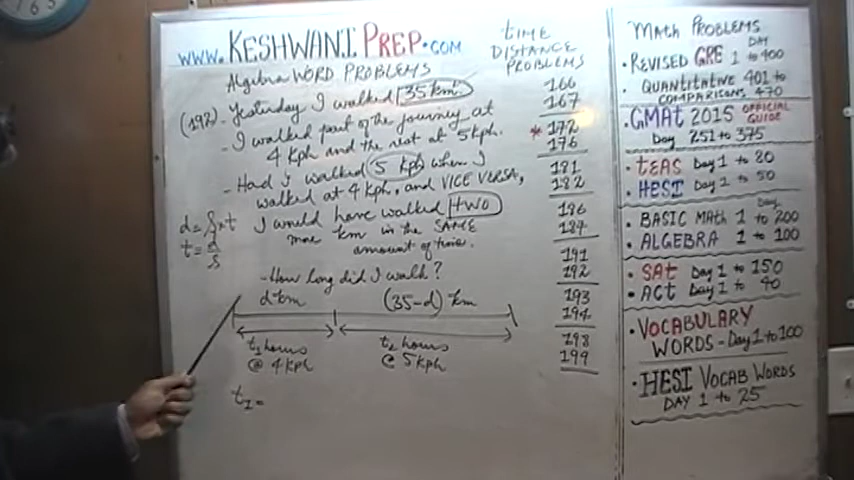 WWW.KESHWANI PREP.COM
Algebra WORD PROBLEMS
(192) - Yesterday I walked 35 km.
- I walked part of the journey at
4 kph and the rest at 5 kph.
- Had I walked 5 kph when I
walked at 4 kph, and VICE VERSA,
I would have walked TWO
more km in the SAME
amount of time.
- How long did I walk?
d = s × t
t = d/s
d km (35-d) km
t1 hours t2 hours
@ 4 kph @ 5 kph
t1 =
TIME
DISTANCE
PROBLEMS
166
167
* 172
176
181
182
186
187
191
192
193
194
198
199
MATH PROBLEMS
DAY
• REVISED GRE 1 to 400
• QUANTITATIVE 401 to
COMPARISONS 470
• GMAT 2015 OFFICIAL
GUIDE
Day 251 to 375
• TEAS Day 1 to 80
• HESI Day 1 to 50
DAY
• BASIC MATH 1 to 200
• ALGEBRA 1 to 100
• SAT Day 1 to 150
• ACT Day 1 to 40
• VOCABULARY
WORDS - Day 1 to 100
• HESI VOCAB WORDS
DAY 1 to 25